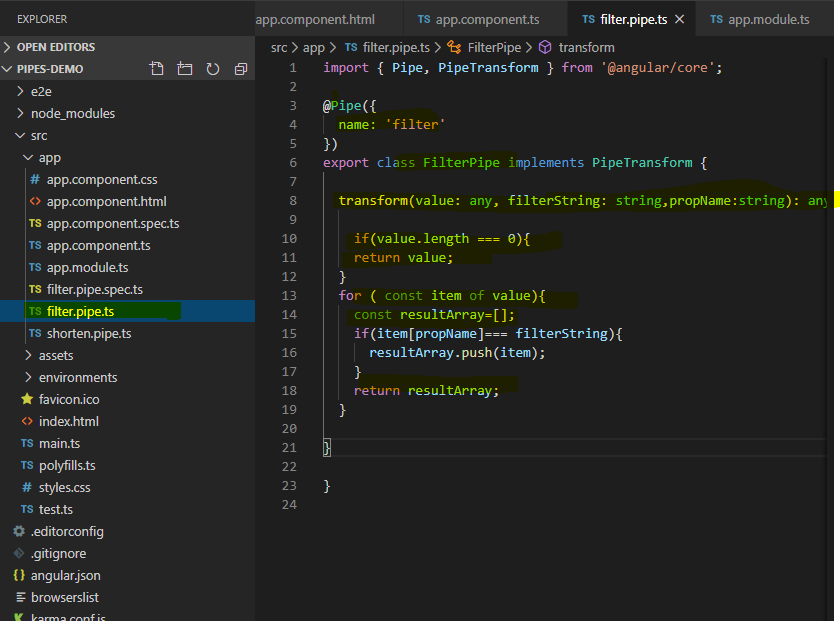 EXPLORER
OPEN EDITORS
PIPES-DEMO
e2e
node_modules
src
app
# app.component.css
<> app.component.html
TS app.component.spec.ts
TS app.component.ts
TS app.module.ts
TS filter.pipe.spec.ts
TS filter.pipe.ts
TS shorten.pipe.ts
assets
environments
favicon.ico
<> index.html
TS main.ts
TS polyfills.ts
# styles.css
TS test.ts
.editorconfig
.gitignore
{} angular.json
browserslist
karma.conf.js
app.component.html TS app.component.ts TS filter.pipe.ts × TS app.module.ts
src > app > TS filter.pipe.ts > FilterPipe > transform
1 import { Pipe, PipeTransform } from '@angular/core';
2
3 @Pipe({
4 name: 'filter'
5 })
6 export class FilterPipe implements PipeTransform {
7
8 transform(value: any, filterString: string,propName:string): any
9
10 if(value.length === 0){
11 return value;
12 }
13 for ( const item of value){
14 const resultArray=[];
15 if(item[propName]=== filterString){
16 resultArray.push(item);
17 }
18 return resultArray;
19 }
20
21 }
22
23 }
24